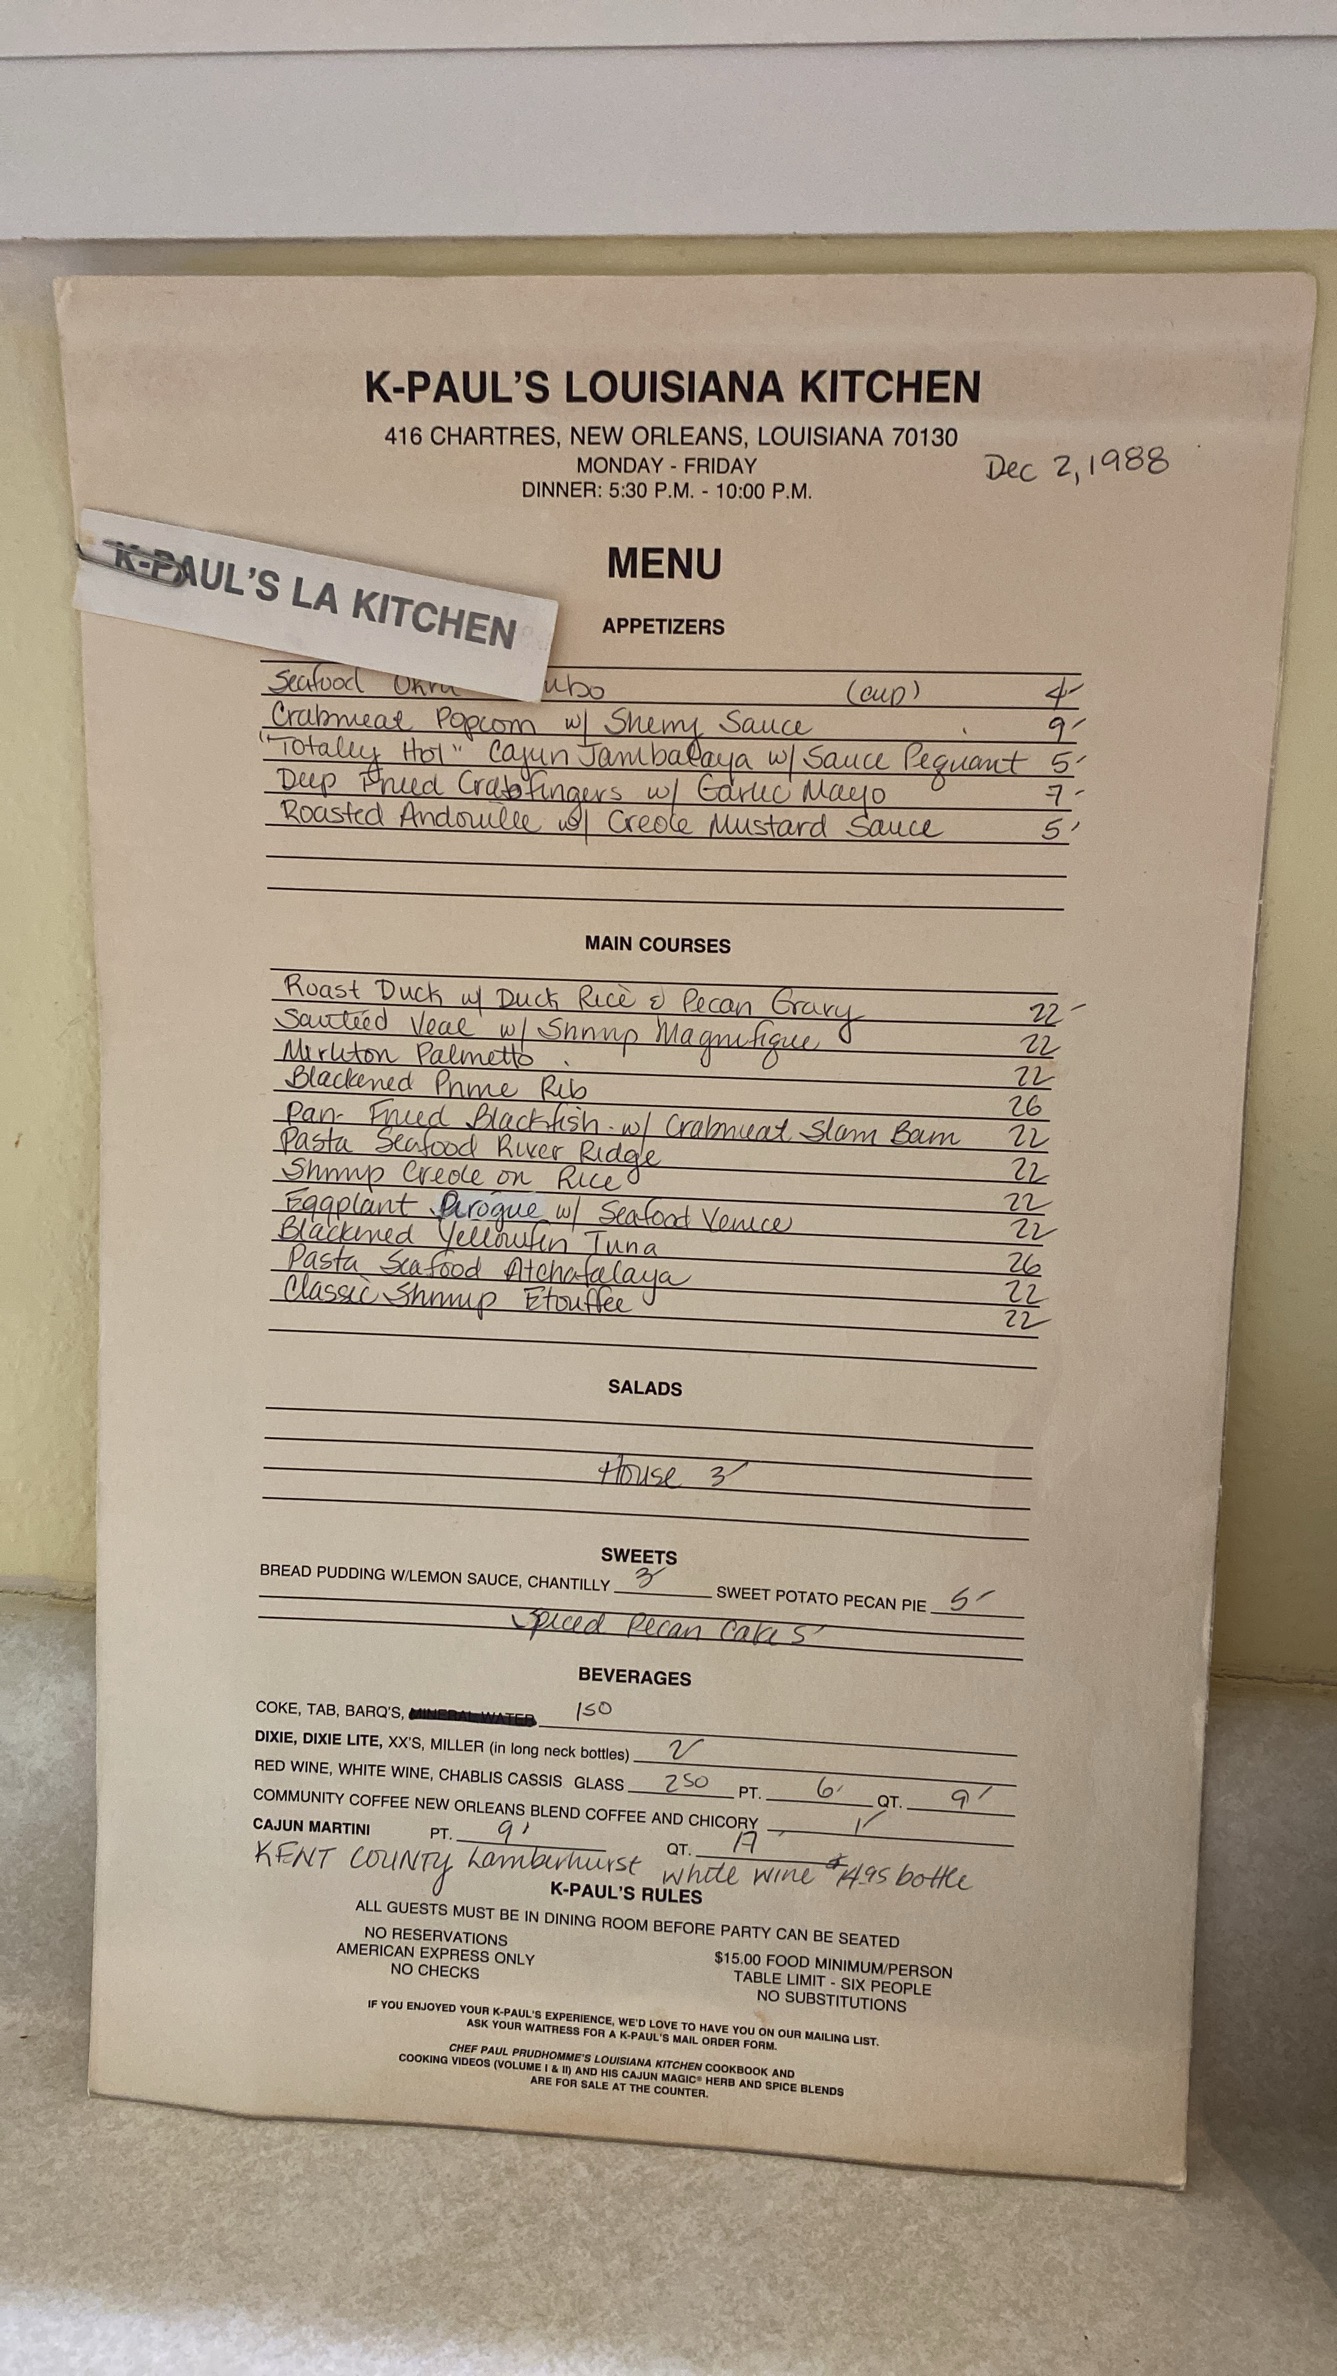 K-PAUL'S LOUISIANA KITCHEN
416 CHARTRES, NEW ORLEANS, LOUISIANA 70130
MONDAY - FRIDAY
Dec 2, 1988
DINNER: 5:30 P.M. - 10:00 P.M.
MENU
K-PAUL'S LA KITCHEN
APPETIZERS
Seafood Okra umbo (cup) 4-
Crabmeat Popcorn w/ Sherry Sauce 9-
"Totally Hot" Cajun Jambalaya w/ Sauce Pequant 5-
Deep Fried Crabfingers w/ Garlic Mayo 7-
Roasted Andouille w/ Creole Mustard Sauce 5-
MAIN COURSES
Roast Duck w/ Duck Rice & Pecan Gravy 22-
Sautéed Veal w/ Shrimp Magnifique 22
Mirliton Palmetto 22
Blackened Prime Rib 26
Pan-Fried Blackfish w/ Crabmeat Slam Bam 22
Pasta Seafood River Ridge 22
Shrimp Creole on Rice 22
Eggplant Pirogue w/ Seafood Venice 22
Blackened Yellowfin Tuna 26
Pasta Seafood Atchafalaya 22
Classic Shrimp Etouffée 22
SALADS
House 3-
SWEETS
BREAD PUDDING W/LEMON SAUCE, CHANTILLY 3- SWEET POTATO PECAN PIE 5-
Spiced Pecan Cake 5-
BEVERAGES
COKE, TAB, BARQ'S, MINERAL WATER 150
DIXIE, DIXIE LITE, XX'S, MILLER (in long neck bottles) 2-
RED WINE, WHITE WINE, CHABLIS CASSIS GLASS 250 PT. 6- QT. 9-
COMMUNITY COFFEE NEW ORLEANS BLEND COFFEE AND CHICORY 1-
CAJUN MARTINI PT. 9- QT. 17
KENT COUNTY Lamberhurst white wine $14.95 bottle
K-PAUL'S RULES
ALL GUESTS MUST BE IN DINING ROOM BEFORE PARTY CAN BE SEATED
NO RESERVATIONS
AMERICAN EXPRESS ONLY
NO CHECKS
$15.00 FOOD MINIMUM/PERSON
TABLE LIMIT - SIX PEOPLE
NO SUBSTITUTIONS
IF YOU ENJOYED YOUR K-PAUL'S EXPERIENCE, WE'D LOVE TO HAVE YOU ON OUR MAILING LIST.
ASK YOUR WAITRESS FOR A K-PAUL'S MAIL ORDER FORM.
CHEF PAUL PRUDHOMME'S LOUISIANA KITCHEN COOKBOOK AND
COOKING VIDEOS (VOLUME I & II) AND HIS CAJUN MAGIC® HERB AND SPICE BLENDS
ARE FOR SALE AT THE COUNTER.